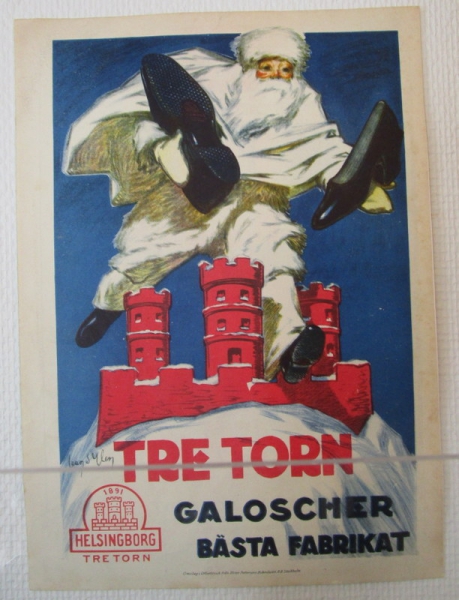 TRE TORN
GALOSCHER
BÄSTA FABRIKAT
1891
HELSINGBORG
TRETORN